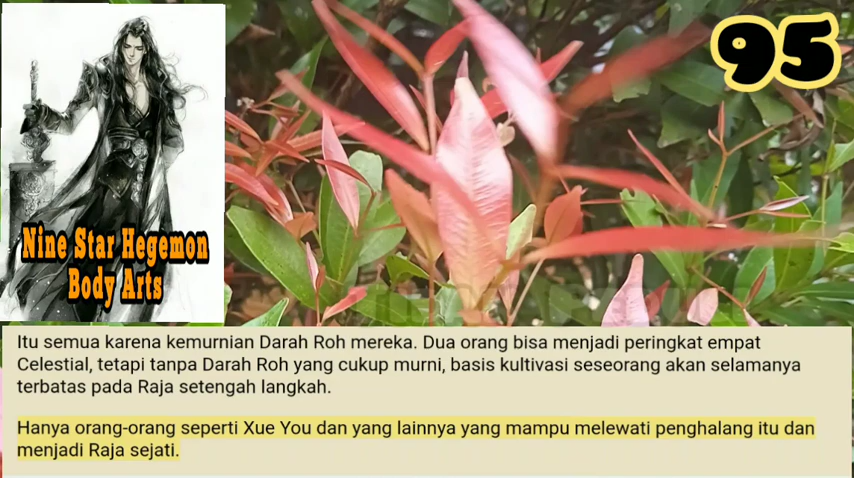 95
Nine Star Hegemon
Body Arts
Itu semua karena kemurnian Darah Roh mereka. Dua orang bisa menjadi peringkat empat
Celestial, tetapi tanpa Darah Roh yang cukup murni, basis kultivasi seseorang akan selamanya
terbatas pada Raja setengah langkah.
Hanya orang-orang seperti Xue You dan yang lainnya yang mampu melewati penghalang itu dan
menjadi Raja sejati.